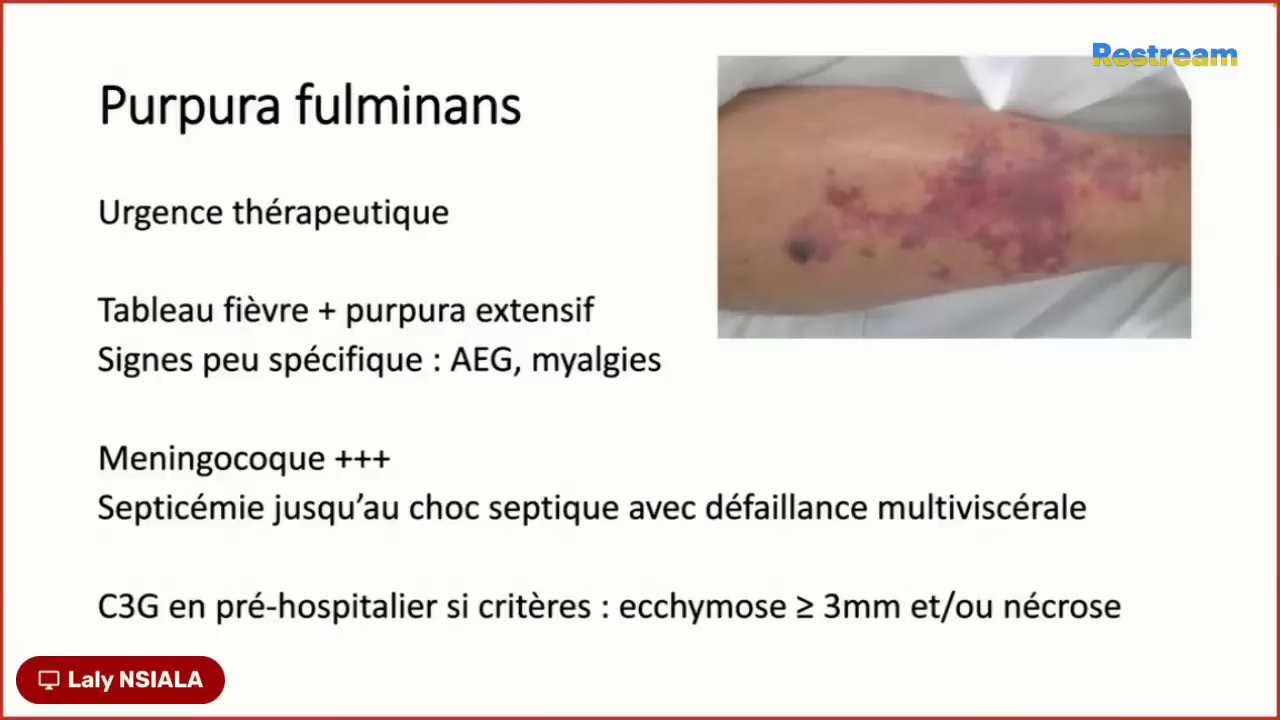 Restream
Purpura fulminans
Urgence thérapeutique
Tableau fièvre + purpura extensif
Signes peu spécifique : AEG, myalgies
Meningocoque +++
Septicémie jusqu’au choc septique avec défaillance multiviscérale
C3G en pré-hospitalier si critères : ecchymose ≥ 3mm et/ou nécrose
Laly NSIALA